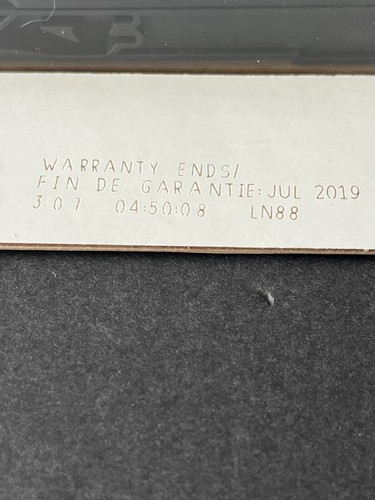 WARRANTY ENDS/
FIN DE GARANTIE: JUL 2019
307 04:50:08 LN88